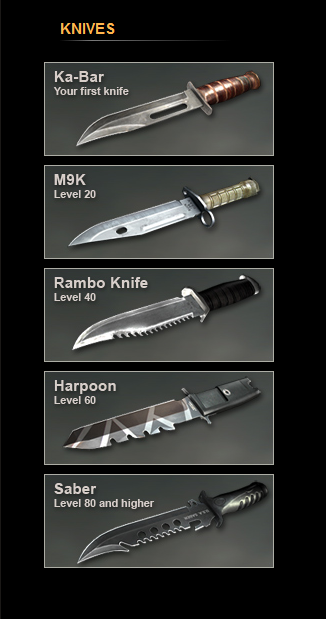 KNIVES
Ka-Bar
Your first knife
M9K
Level 20
Rambo Knife
Level 40
Harpoon
Level 60
Saber
Level 80 and higher